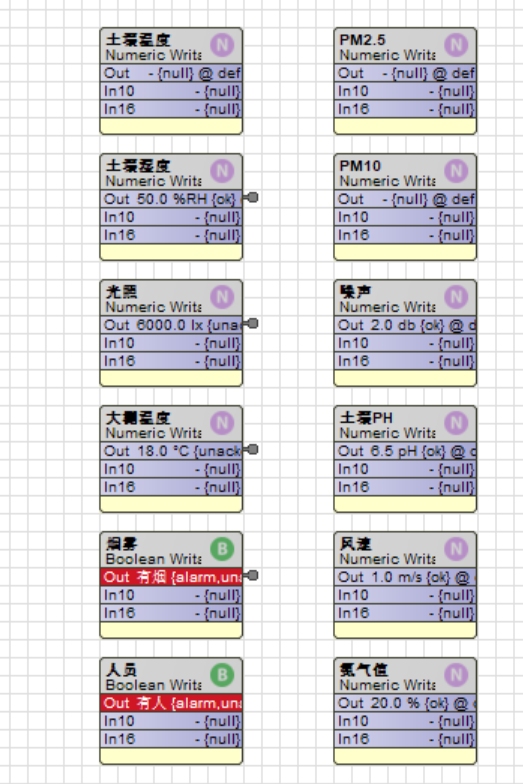 土壤温度 N
Numeric Writa
Out - {null} @ def
In10 - {null}
In16 - {null}
土壤湿度 N
Numeric Writa
Out 50.0 %RH {ok}
In10 - {null}
In16 - {null}
光照 N
Numeric Writa
Out 6000.0 lx {unac
In10 - {null}
In16 - {null}
大棚温度 N
Numeric Writa
Out 18.0 °C {unack
In10 - {null}
In16 - {null}
烟雾 B
Boolean Writa
Out 有烟 {alarm,una
In10 - {null}
In16 - {null}
人员 B
Boolean Writa
Out 有人 {alarm,una
In10 - {null}
In16 - {null}
PM2.5 N
Numeric Writa
Out - {null} @ def
In10 - {null}
In16 - {null}
PM10 N
Numeric Writa
Out - {null} @ def
In10 - {null}
In16 - {null}
噪声 N
Numeric Writa
Out 2.0 db {ok} @ d
In10 - {null}
In16 - {null}
土壤PH N
Numeric Writa
Out 6.5 pH {ok} @ d
In10 - {null}
In16 - {null}
风速 N
Numeric Writa
Out 1.0 m/s {ok} @
In10 - {null}
In16 - {null}
气值 N
Numeric Writa
Out 20.0 % {ok} @
In10 - {null}
In16 - {null}